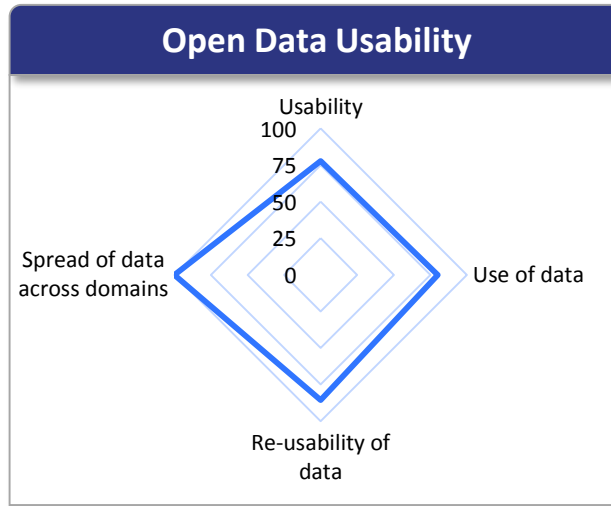 Open Data Usability
Usability
100
75
50
25
0
Spread of data
across domains
Use of data
Re-usability of
data